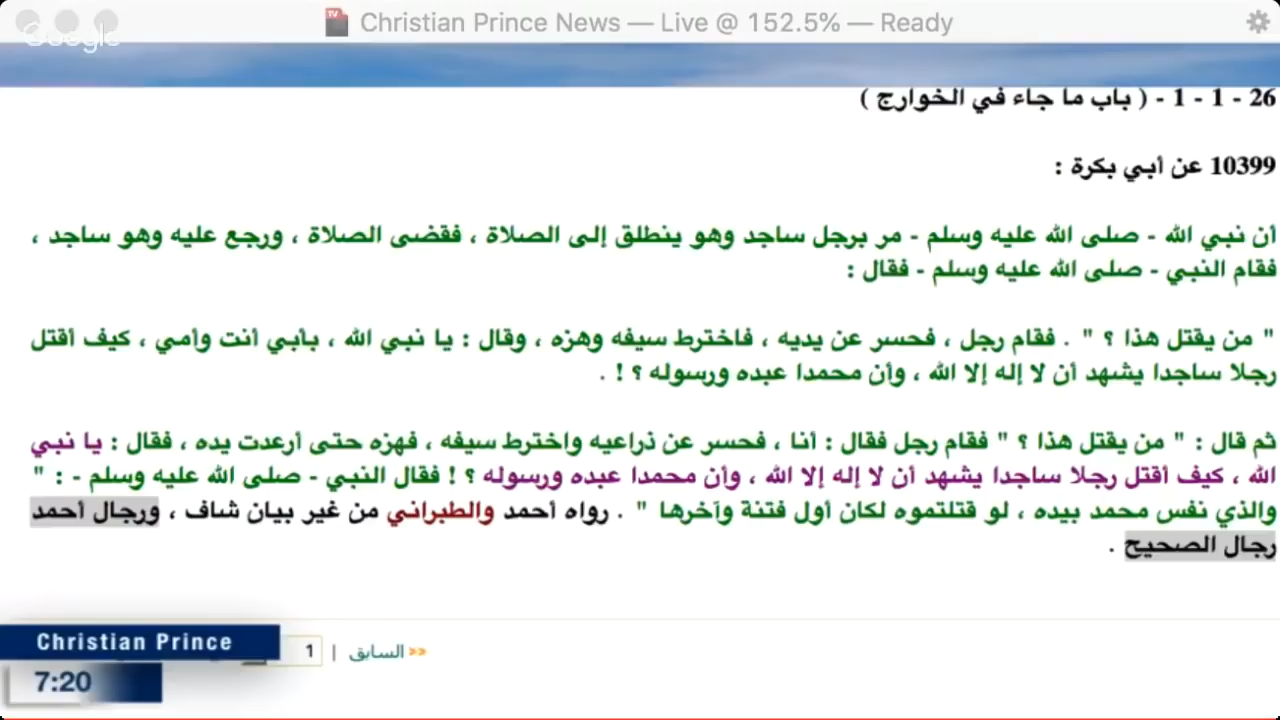 Google
Christian Prince News — Live @ 152.5% — Ready
26 - 1 - 1 - ( باب ما جاء في الخوارج )
10399 عن أبي بكرة :
أن نبي الله - صلى الله عليه وسلم - مر برجل ساجد وهو ينطلق إلى الصلاة ، فقضى الصلاة ، ورجع عليه وهو ساجد ،
فقام النبي - صلى الله عليه وسلم - فقال :
" من يقتل هذا ؟ " . فقام رجل ، فحسر عن يديه ، فاخترط سيفه وهزه ، وقال : يا نبي الله ، بأبي أنت وأمي ، كيف أقتل
رجلا ساجدا يشهد أن لا إله إلا الله ، وأن محمدا عبده ورسوله ؟ ! .
ثم قال : " من يقتل هذا ؟ " فقام رجل فقال : أنا ، فحسر عن ذراعيه واخترط سيفه ، فهزه حتى أرعدت يده ، فقال : يا نبي
الله ، كيف أقتل رجلا ساجدا يشهد أن لا إله إلا الله ، وأن محمدا عبده ورسوله ؟ ! فقال النبي - صلى الله عليه وسلم - : "
والذي نفس محمد بيده ، لو قتلتموه لكان أول فتنة وآخرها " . رواه أحمد والطبراني من غير بيان شاف ، ورجال أحمد
رجال الصحيح .
« السابق | 1
Christian Prince
7:20